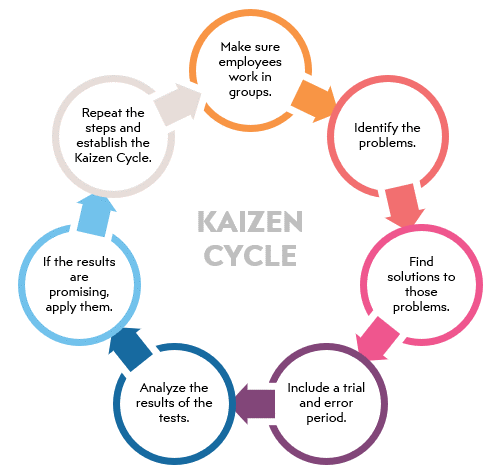 Make sure
employees
work in
groups.
Identify the
problems.
Find
solutions to
those
problems.
Include a trial
and error
period.
Analyze the
results of the
tests.
If the results
are
promising,
apply them.
Repeat the
steps and
establish the
Kaizen Cycle.
KAIZEN
CYCLE